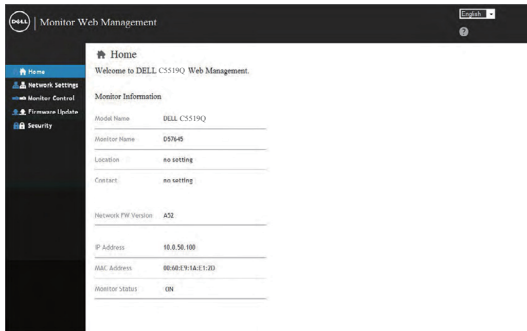 DELL
Monitor Web Management
English
?
Home
Network Settings
Monitor Control
Firmware Update
Security
Home
Welcome to DELL C5519Q Web Management.
Monitor Information
Model Name DELL C5519Q
Monitor Name D57645
Location no setting
Contact no setting
Network FW Version A52
IP Address 10.0.50.100
MAC Address 00:60:E9:1A:E1:2D
Monitor Status ON